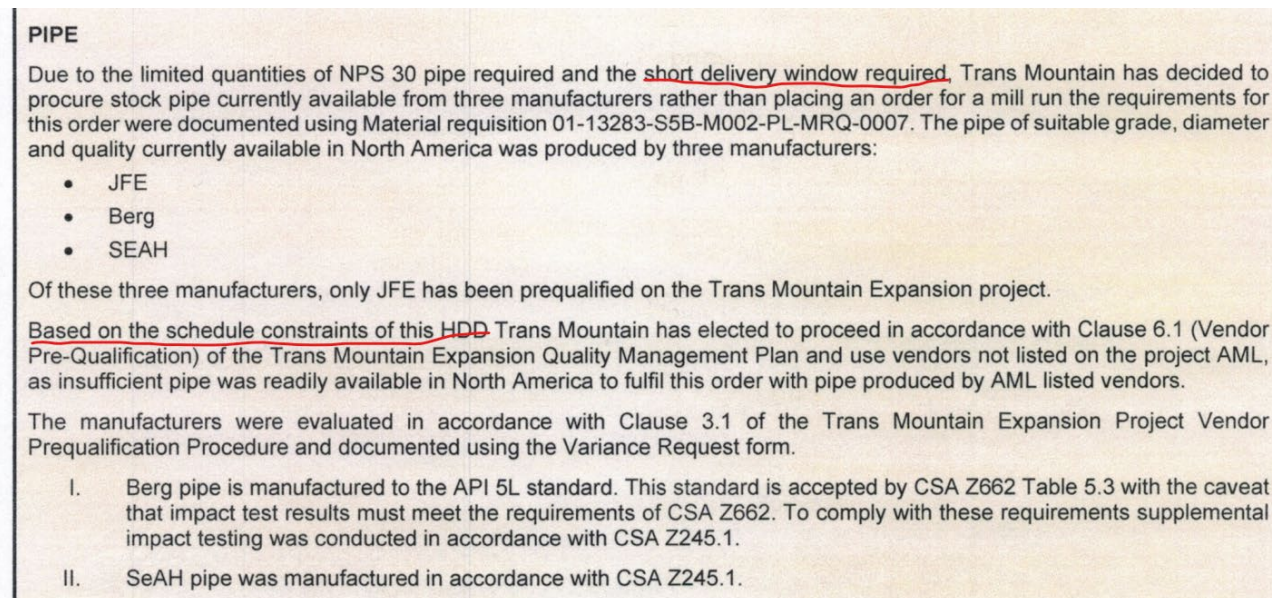 PIPE
Due to the limited quantities of NPS 30 pipe required and the short delivery window required, Trans Mountain has decided to
procure stock pipe currently available from three manufacturers rather than placing an order for a mill run the requirements for
this order were documented using Material requisition 01-13283-S5B-M002-PL-MRQ-0007. The pipe of suitable grade, diameter
and quality currently available in North America was produced by three manufacturers:
• JFE
• Berg
• SEAH
Of these three manufacturers, only JFE has been prequalified on the Trans Mountain Expansion project.
Based on the schedule constraints of this HDD Trans Mountain has elected to proceed in accordance with Clause 6.1 (Vendor
Pre-Qualification) of the Trans Mountain Expansion Quality Management Plan and use vendors not listed on the project AML,
as insufficient pipe was readily available in North America to fulfil this order with pipe produced by AML listed vendors.
The manufacturers were evaluated in accordance with Clause 3.1 of the Trans Mountain Expansion Project Vendor
Prequalification Procedure and documented using the Variance Request form.
I. Berg pipe is manufactured to the API 5L standard. This standard is accepted by CSA Z662 Table 5.3 with the caveat
that impact test results must meet the requirements of CSA Z662. To comply with these requirements supplemental
impact testing was conducted in accordance with CSA Z245.1.
II. SeAH pipe was manufactured in accordance with CSA Z245.1.